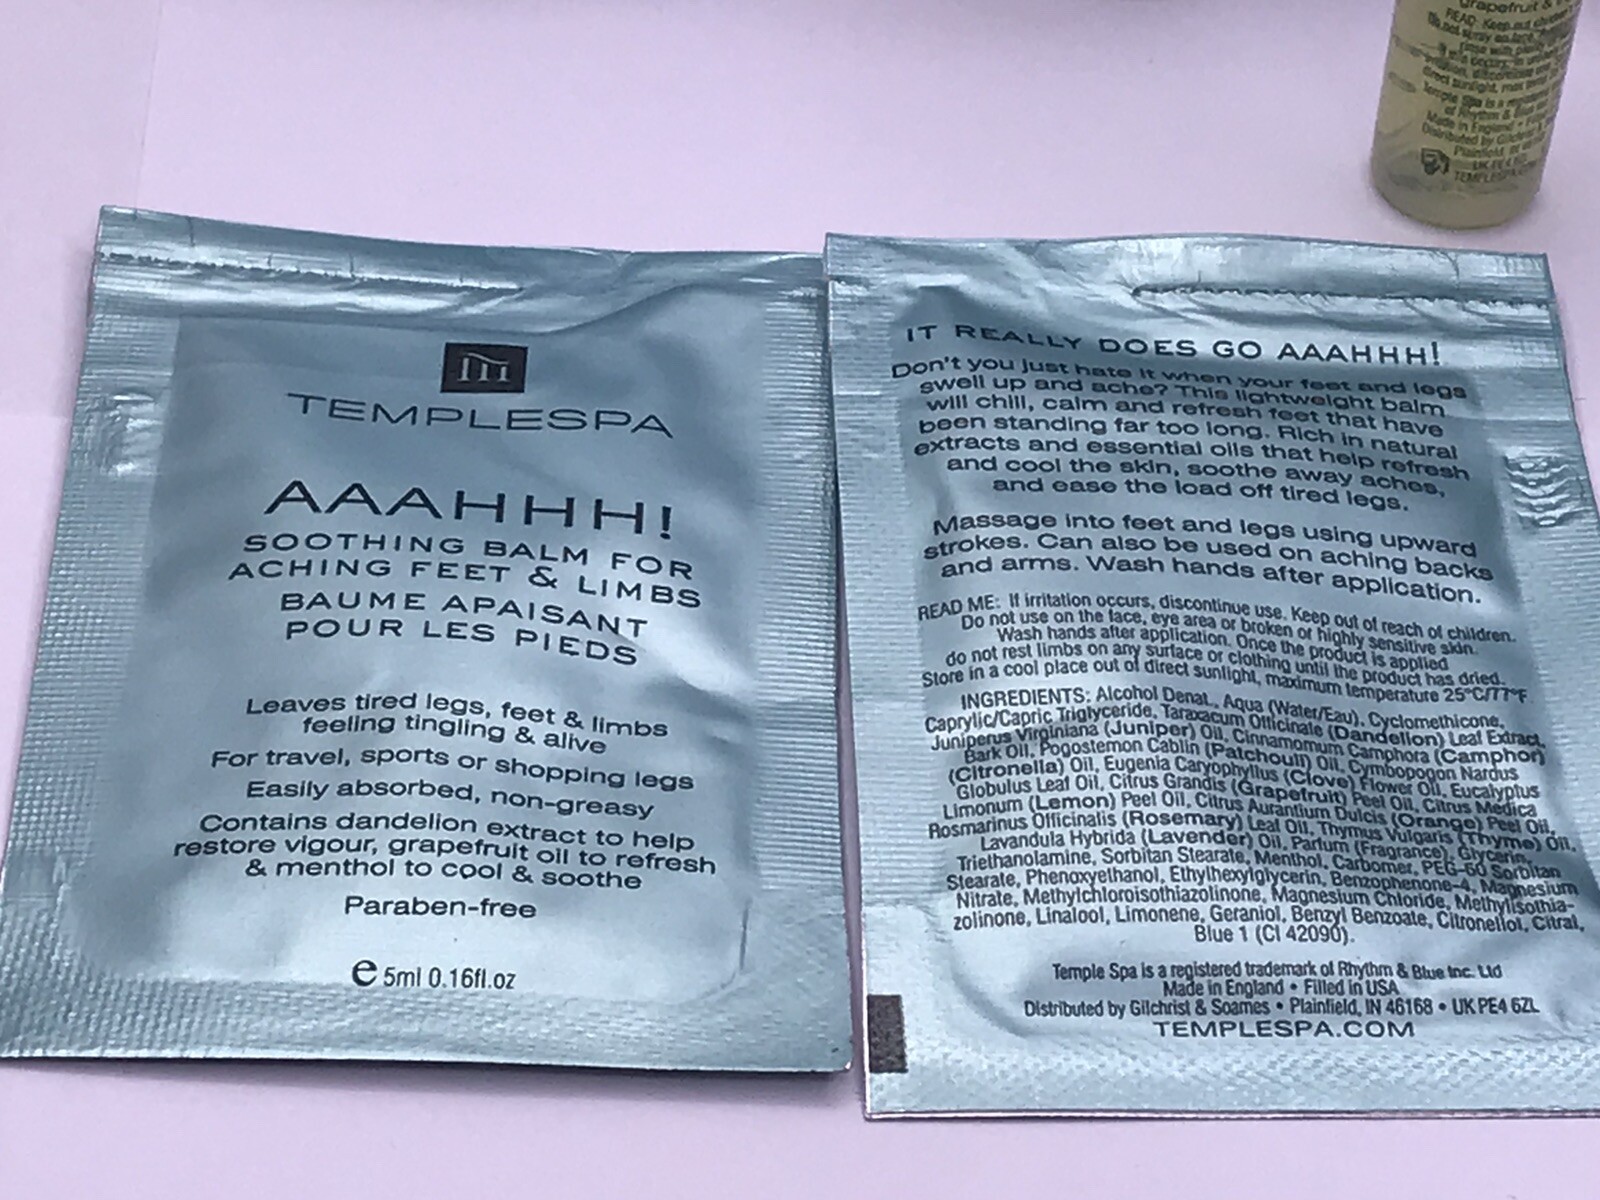 TEMPLESPA
AAAHHH!
SOOTHING BALM FOR
ACHING FEET & LIMBS
BAUME APAISANT
POUR LES PIEDS
Leaves tired legs, feet & limbs
feeling tingling & alive
For travel, sports or shopping legs
Easily absorbed, non-greasy
Contains dandelion extract to help
restore vigour, grapefruit oil to refresh
& menthol to cool & soothe
Paraben-free
e 5ml 0.16fl.oz
IT REALLY DOES GO AAAHHH!
Don't you just hate it when your feet and legs
swell up and ache? This lightweight balm
will chill, calm and refresh feet that have
been standing far too long. Rich in natural
extracts and essential oils that help refresh
and cool the skin, soothe away aches,
and ease the load off tired legs.
Massage into feet and legs using upward
strokes. Can also be used on aching backs
and arms. Wash hands after application.
READ ME: If irritation occurs, discontinue use. Keep out of reach of children.
Do not use on the face, eye area or broken or highly sensitive skin.
Wash hands after application. Once the product is applied
do not rest limbs on any surface or clothing until the product has dried.
Store in a cool place out of direct sunlight, maximum temperature 25°C/77°F
INGREDIENTS: Alcohol Denat., Aqua (Water/Eau), Cyclomethicone,
Caprylic/Capric Triglyceride, Taraxacum Officinale (Dandelion) Leaf Extract,
Juniperus Virginiana (Juniper) Oil, Cinnamomum Camphora (Camphor)
Bark Oil, Pogostemon Cablin (Patchouli) Oil, Cymbopogon Nardus
(Citronella) Oil, Eugenia Caryophyllus (Clove) Flower Oil, Eucalyptus
Globulus Leaf Oil, Citrus Grandis (Grapefruit) Peel Oil, Citrus Medica
Limonum (Lemon) Peel Oil, Citrus Aurantium Dulcis (Orange) Peel Oil,
Rosmarinus Officinalis (Rosemary) Leaf Oil, Thymus Vulgaris (Thyme) Oil,
Lavandula Hybrida (Lavender) Oil, Parfum (Fragrance), Glycerin,
Triethanolamine, Sorbitan Stearate, Menthol, Carbomer, PEG-60 Sorbitan
Stearate, Phenoxyethanol, Ethylhexylglycerin, Benzophenone-4, Magnesium
Nitrate, Methylchloroisothiazolinone, Magnesium Chloride, Methylisothia-
zolinone, Linalool, Limonene, Geraniol, Benzyl Benzoate, Citronellol, Citral,
Blue 1 (CI 42090).
Temple Spa is a registered trademark of Rhythm & Blue Inc. Ltd
Made in England • Filled in USA
Distributed by Gilchrist & Soames • Plainfield, IN 46168 • UK PE4 6ZL
TEMPLESPA.COM
grapefruit &
READ: Keep out
Temple Spa is a
Made in England
Distributed by
Plainfield, IN